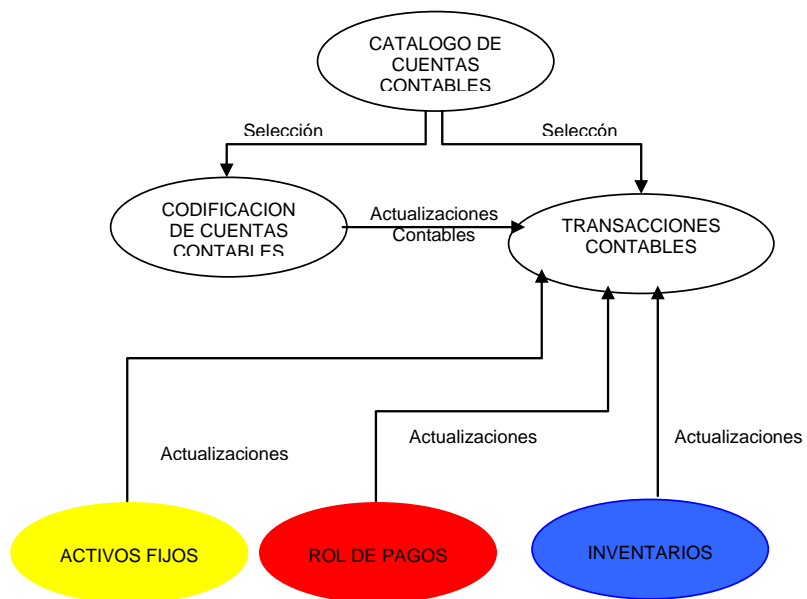 CATALOGO DE
CUENTAS
CONTABLES
Selección
Seleccón
CODIFICACION
DE CUENTAS
CONTABLES
Actualizaciones
Contables
TRANSACCIONES
CONTABLES
Actualizaciones
Actualizaciones
Actualizaciones
ACTIVOS FIJOS
ROL DE PAGOS
INVENTARIOS